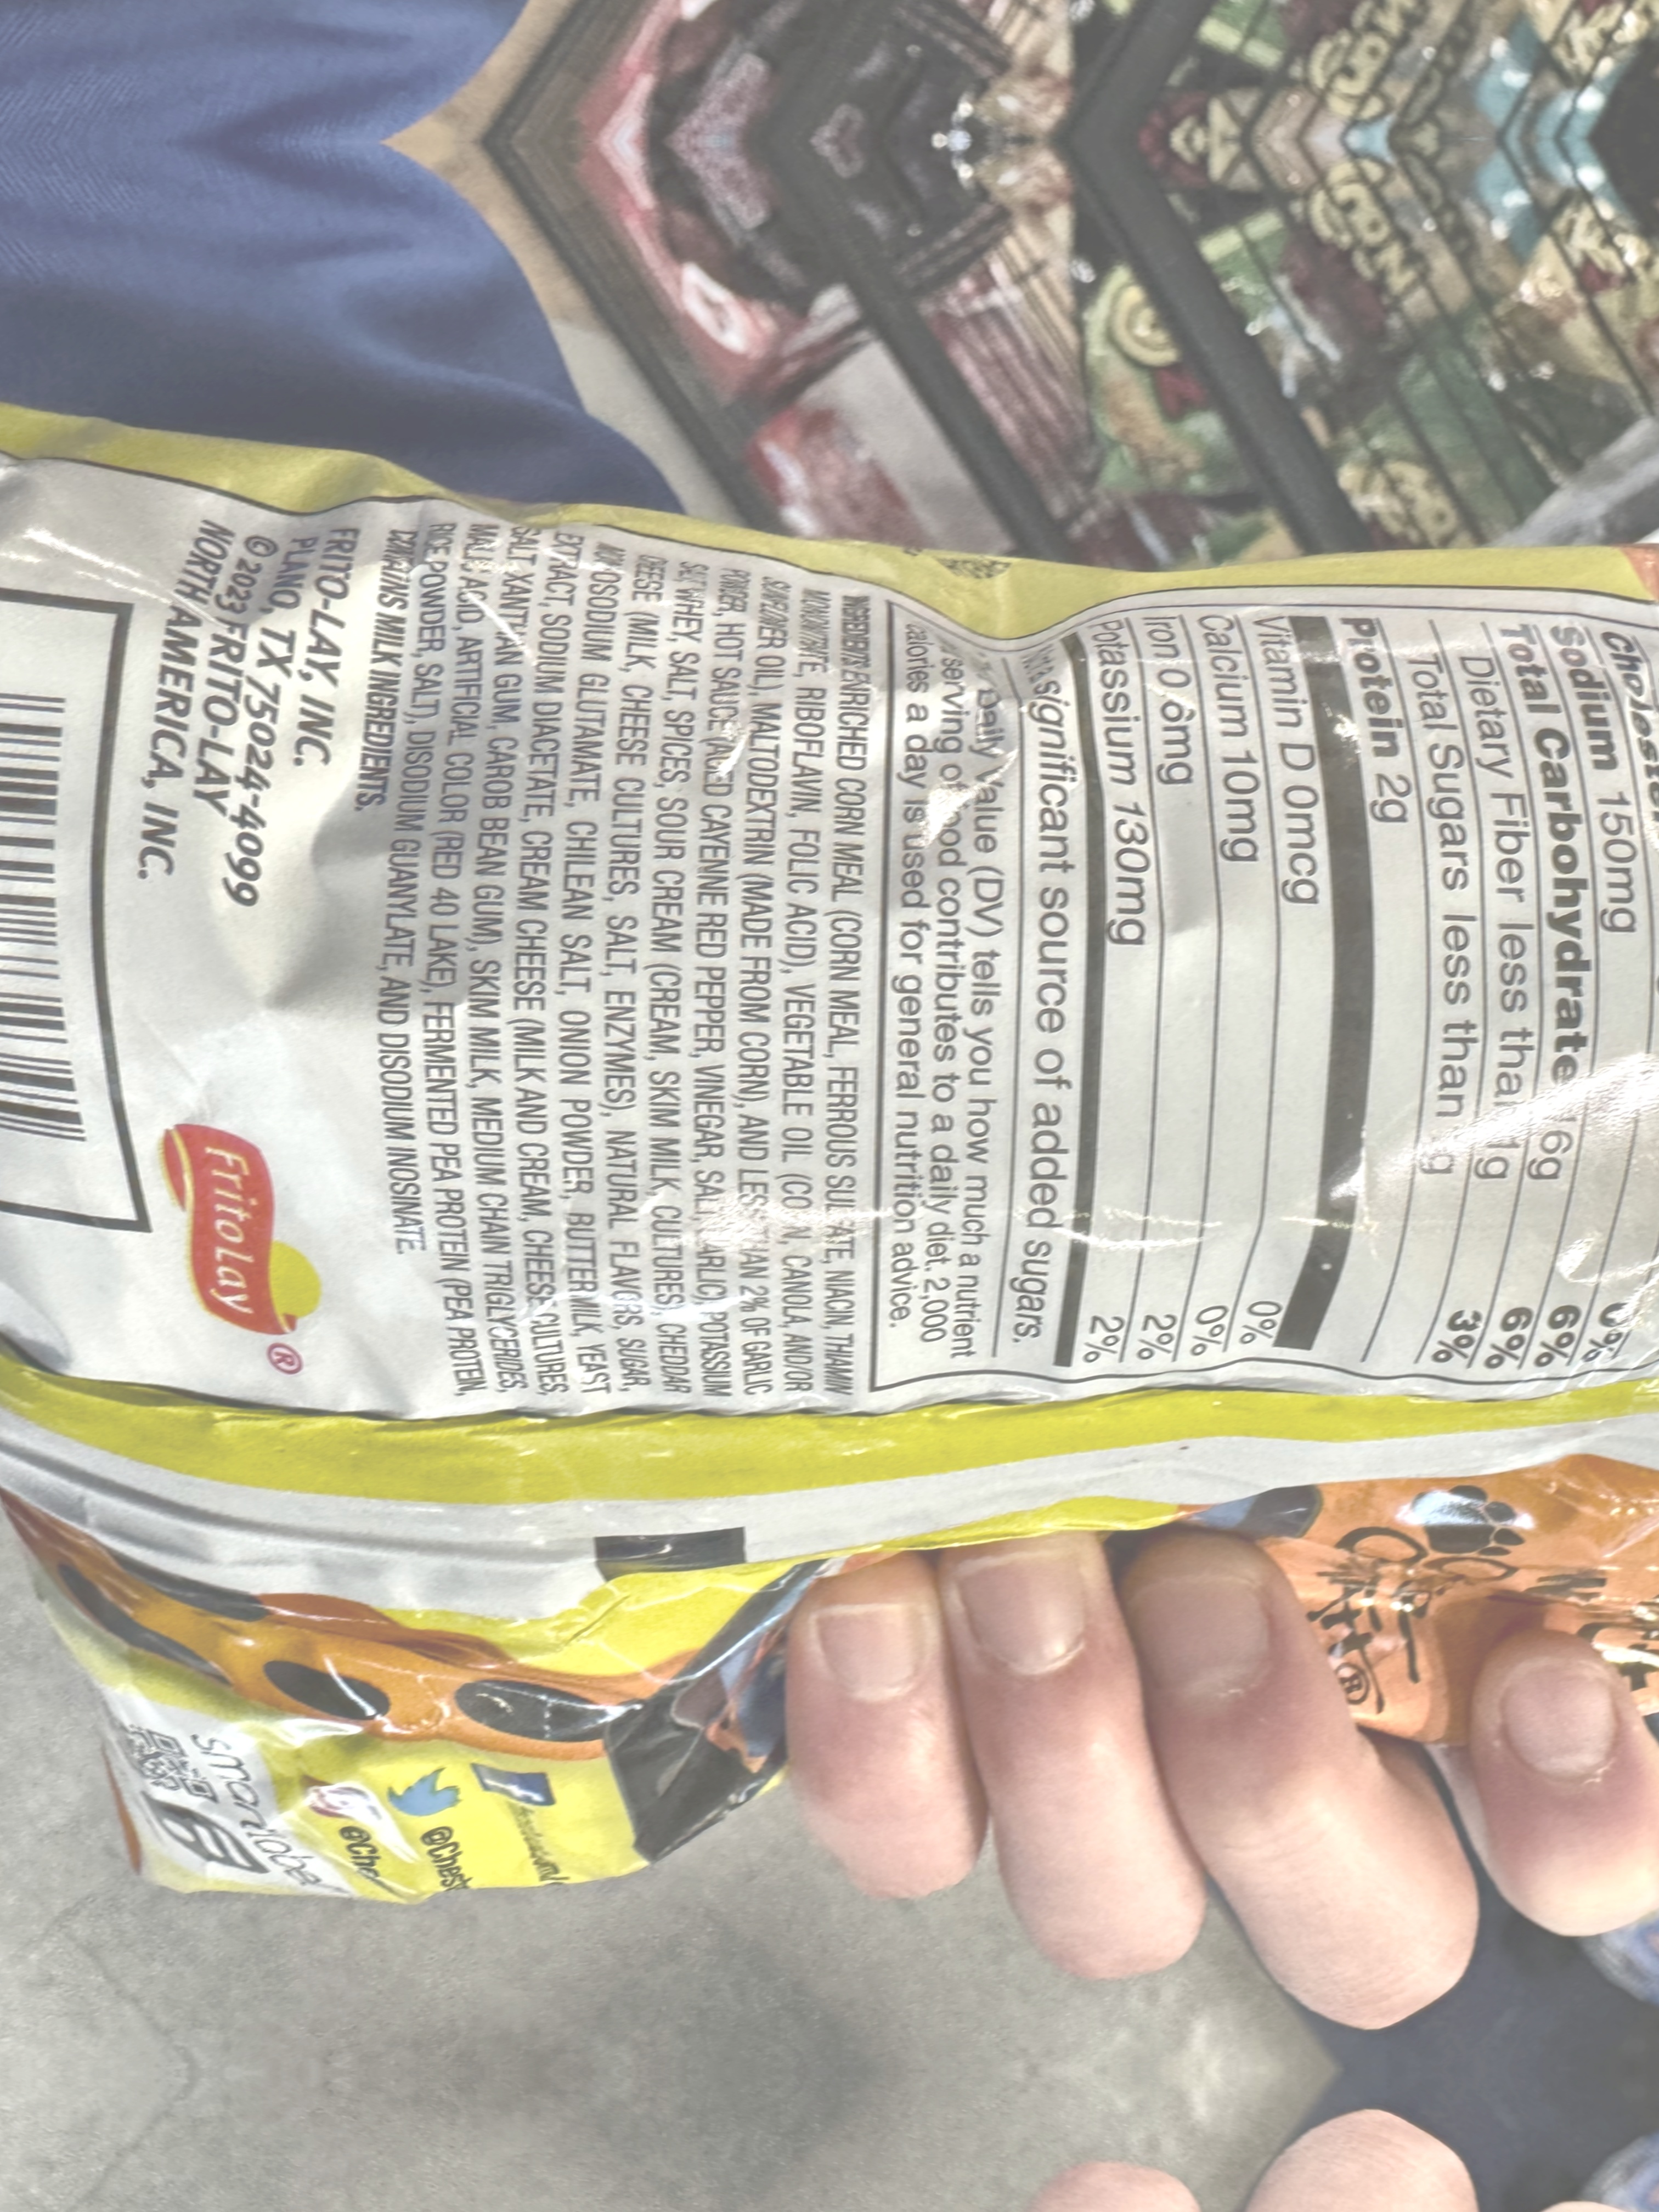 Sodium 150mg 6%
Total Carbohydrate 16g 6%
Dietary Fiber less than 1g 3%
Total Sugars less than
Protein 2g
Vitamin D 0mcg 0%
Calcium 10mg 0%
Iron 0.6mg 2%
Potassium 130mg 2%
significant source of added sugars.
Daily Value (DV) tells you how much a nutrient
serving of food contributes to a daily diet. 2,000
calories a day is used for general nutrition advice.
INGREDIENTS: ENRICHED CORN MEAL (CORN MEAL, FERROUS SULFATE, NIACIN, THIAMIN
MONONITRATE, RIBOFLAVIN, FOLIC ACID), VEGETABLE OIL (CORN, CANOLA, AND/OR
SUNFLOWER OIL), MALTODEXTRIN (MADE FROM CORN), AND LESS THAN 2% OF GARLIC
POWDER, HOT SAUCE (AGED CAYENNE RED PEPPER, VINEGAR, SALT, GARLIC), POTASSIUM
SALT, WHEY, SALT, SPICES, SOUR CREAM (CREAM, SKIM MILK, CULTURES), CHEDDAR
CHEESE (MILK, CHEESE CULTURES, SALT, ENZYMES), NATURAL FLAVORS, SUGAR,
MONOSODIUM GLUTAMATE, CHILEAN SALT, ONION POWDER, BUTTERMILK, YEAST
EXTRACT, SODIUM DIACETATE, CREAM CHEESE (MILK AND CREAM, CHEESE CULTURES,
SALT, XANTHAN GUM, CAROB BEAN GUM), SKIM MILK, MEDIUM CHAIN TRIGLYCERIDES,
MALIC ACID, ARTIFICIAL COLOR (RED 40 LAKE), FERMENTED PEA PROTEIN (PEA PROTEIN,
RICE POWDER, SALT), DISODIUM GUANYLATE, AND DISODIUM INOSINATE.
CONTAINS MILK INGREDIENTS.
FRITO-LAY, INC.
PLANO, TX 75024-4099
© 2023 FRITO-LAY
NORTH AMERICA, INC.
Frito Lay ®